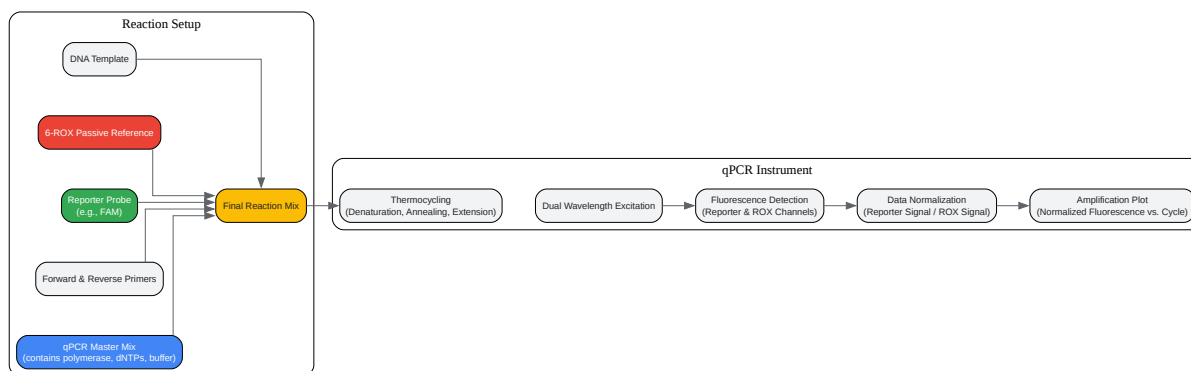 Reaction Setup
DNA Template
6-ROX Passive Reference
Reporter Probe
(e.g., FAM)
Final Reaction Mix
Forward & Reverse Primers
qPCR Master Mix
(contains polymerase, dNTPs, buffer)
qPCR Instrument
Thermocycling
(Denaturation, Annealing, Extension)
Dual Wavelength Excitation
Fluorescence Detection
(Reporter & ROX Channels)
Data Normalization
(Reporter Signal / ROX Signal)
Amplification Plot
(Normalized Fluorescence vs. Cycle)